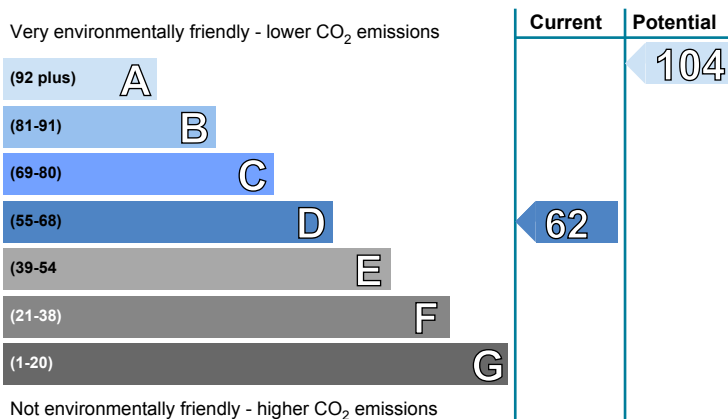 Very environmentally friendly - lower CO2 emissions
Current
Potential
(92 plus) A
104
(81-91) B
(69-80) C
(55-68) D
62
(39-54 E
(21-38) F
(1-20) G
Not environmentally friendly - higher CO2 emissions